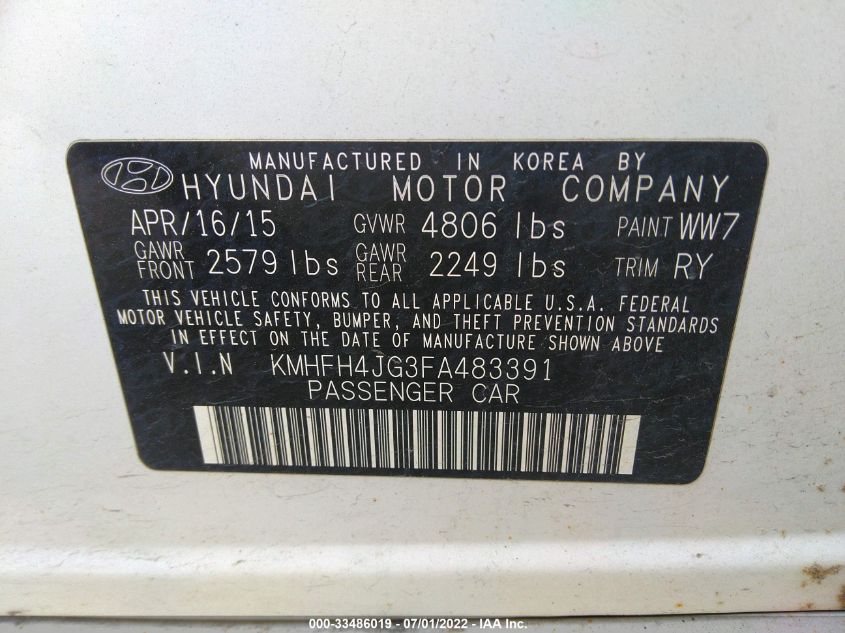 MANUFACTURED IN KOREA BY
HYUNDAI MOTOR COMPANY
APR/16/15 GVWR 4806 lbs PAINT WW7
GAWR FRONT 2579 lbs GAWR REAR 2249 lbs TRIM RY
THIS VEHICLE CONFORMS TO ALL APPLICABLE U.S.A. FEDERAL
MOTOR VEHICLE SAFETY, BUMPER, AND THEFT PREVENTION STANDARDS
IN EFFECT ON THE DATE OF MANUFACTURE SHOWN ABOVE
V.I.N KMHFH4JG3FA483391
PASSENGER CAR
000-33486019 - 07/01/2022 - IAA Inc.